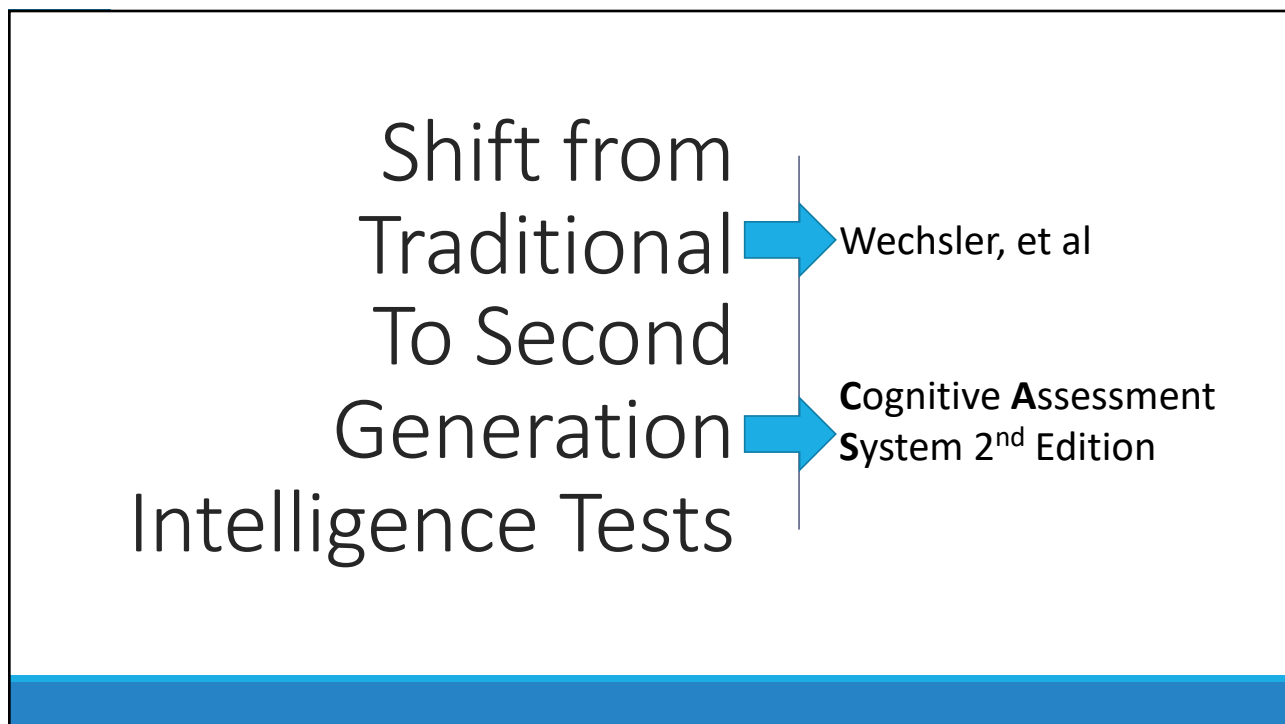 Shift from
Traditional
To Second
Generation
Intelligence Tests
Wechsler, et al
Cognitive Assessment
System 2nd Edition